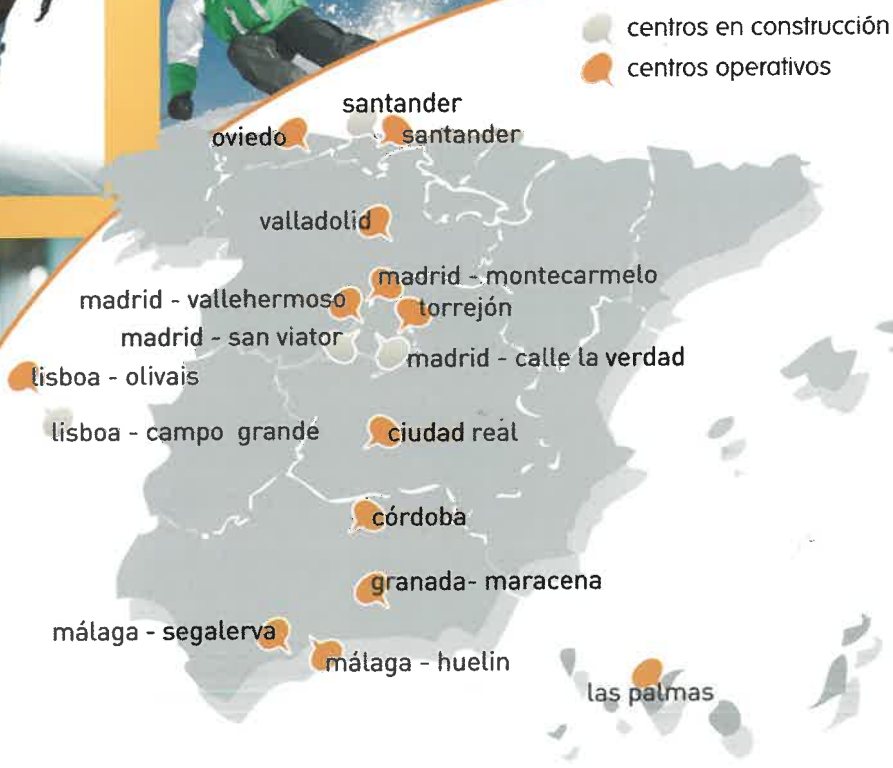 centros en construcción
centros operativos
santander
oviedo
santander
valladolid
madrid - montecarmelo
madrid - vallehermoso
torrejón
madrid - san viator
madrid - calle la verdad
lisboa - olivais
lisboa - campo grande
ciudad real
córdoba
granada- maracena
málaga - segalerva
málaga - huelin
las palmas